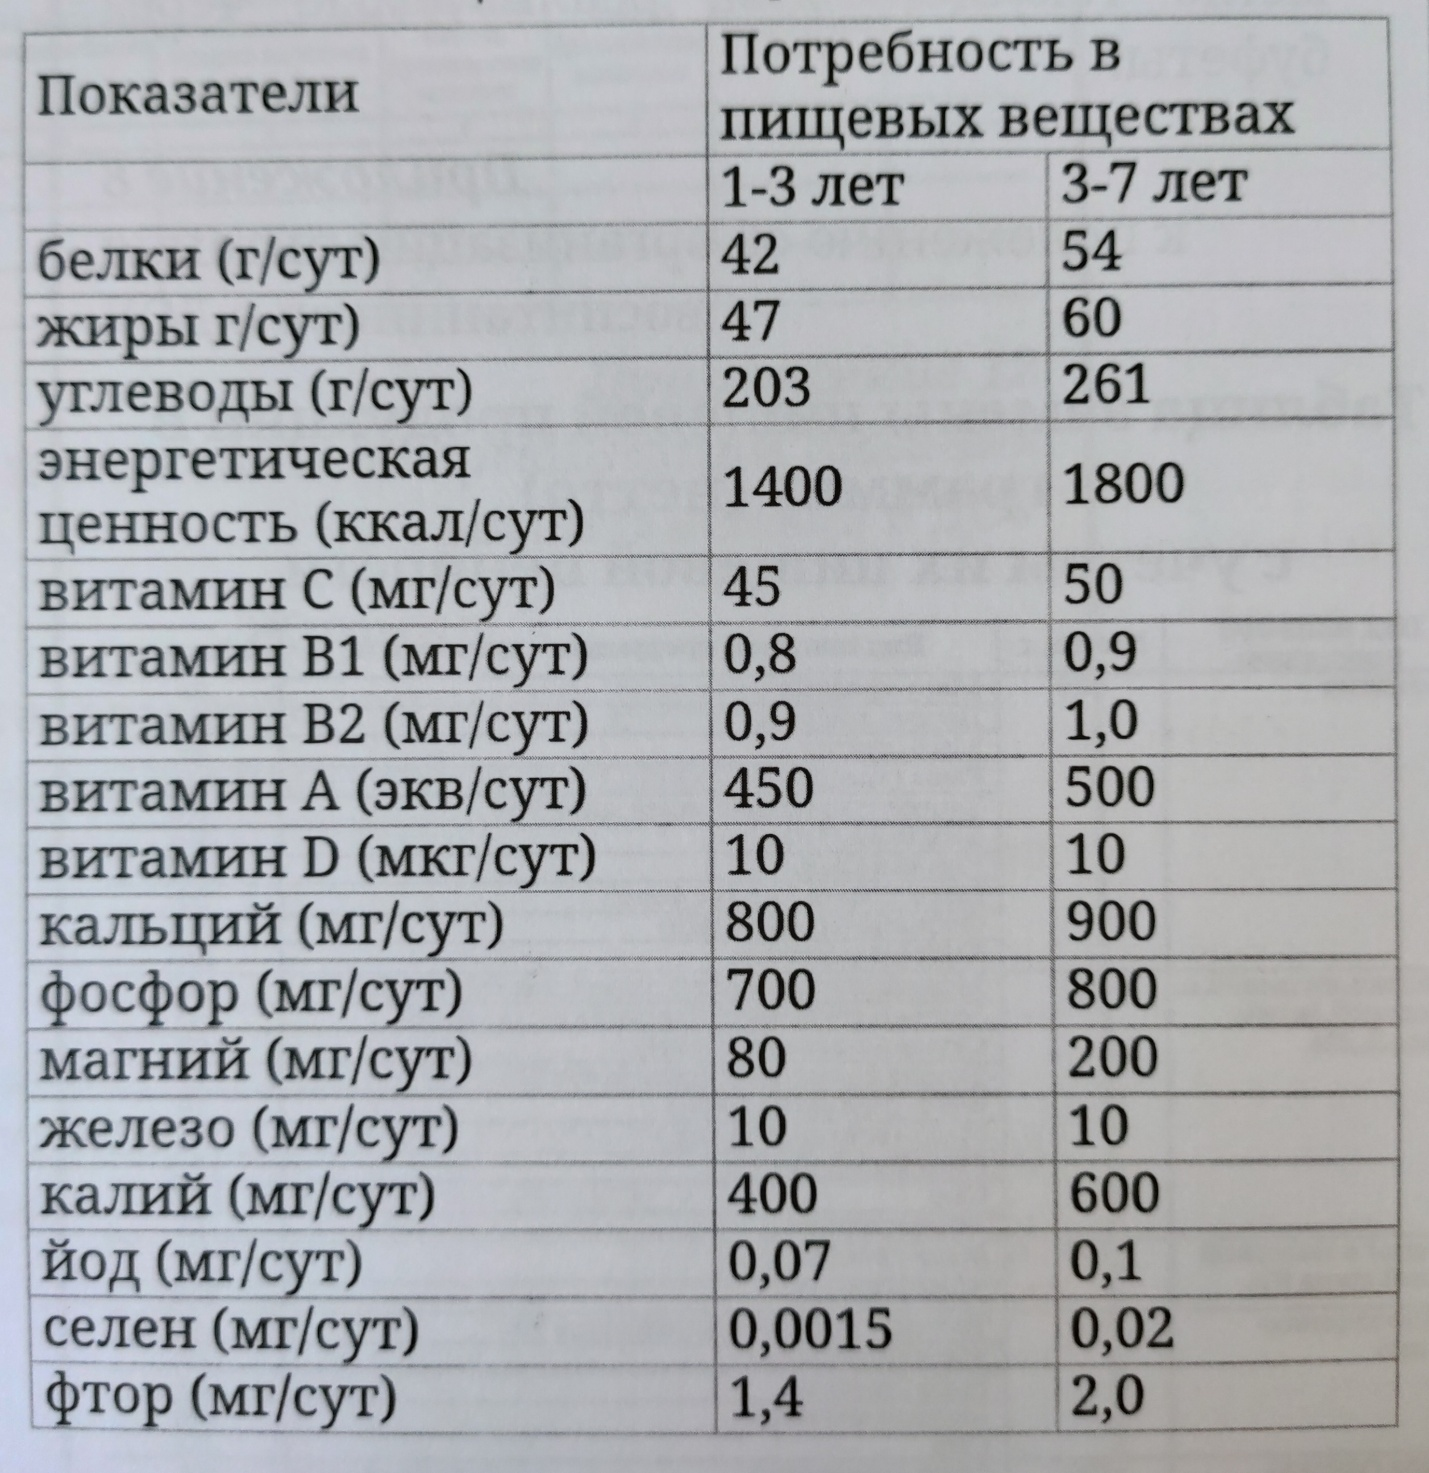 Показатели
Потребность в
пищевых веществах
1-3 лет 3-7 лет
белки (г/сут) 42 54
жиры г/сут) 47 60
углеводы (г/сут) 203 261
энергетическая
ценность (ккал/сут) 1400 1800
витамин С (мг/сут) 45 50
витамин В1 (мг/сут) 0,8 0,9
витамин В2 (мг/сут) 0,9 1,0
витамин А (экв/сут) 450 500
витамин D (мкг/сут) 10 10
кальций (мг/сут) 800 900
фосфор (мг/сут) 700 800
магний (мг/сут) 80 200
железо (мг/сут) 10 10
калий (мг/сут) 400 600
йод (мг/сут) 0,07 0,1
селен (мг/сут) 0,0015 0,02
фтор (мг/сут) 1,4 2,0